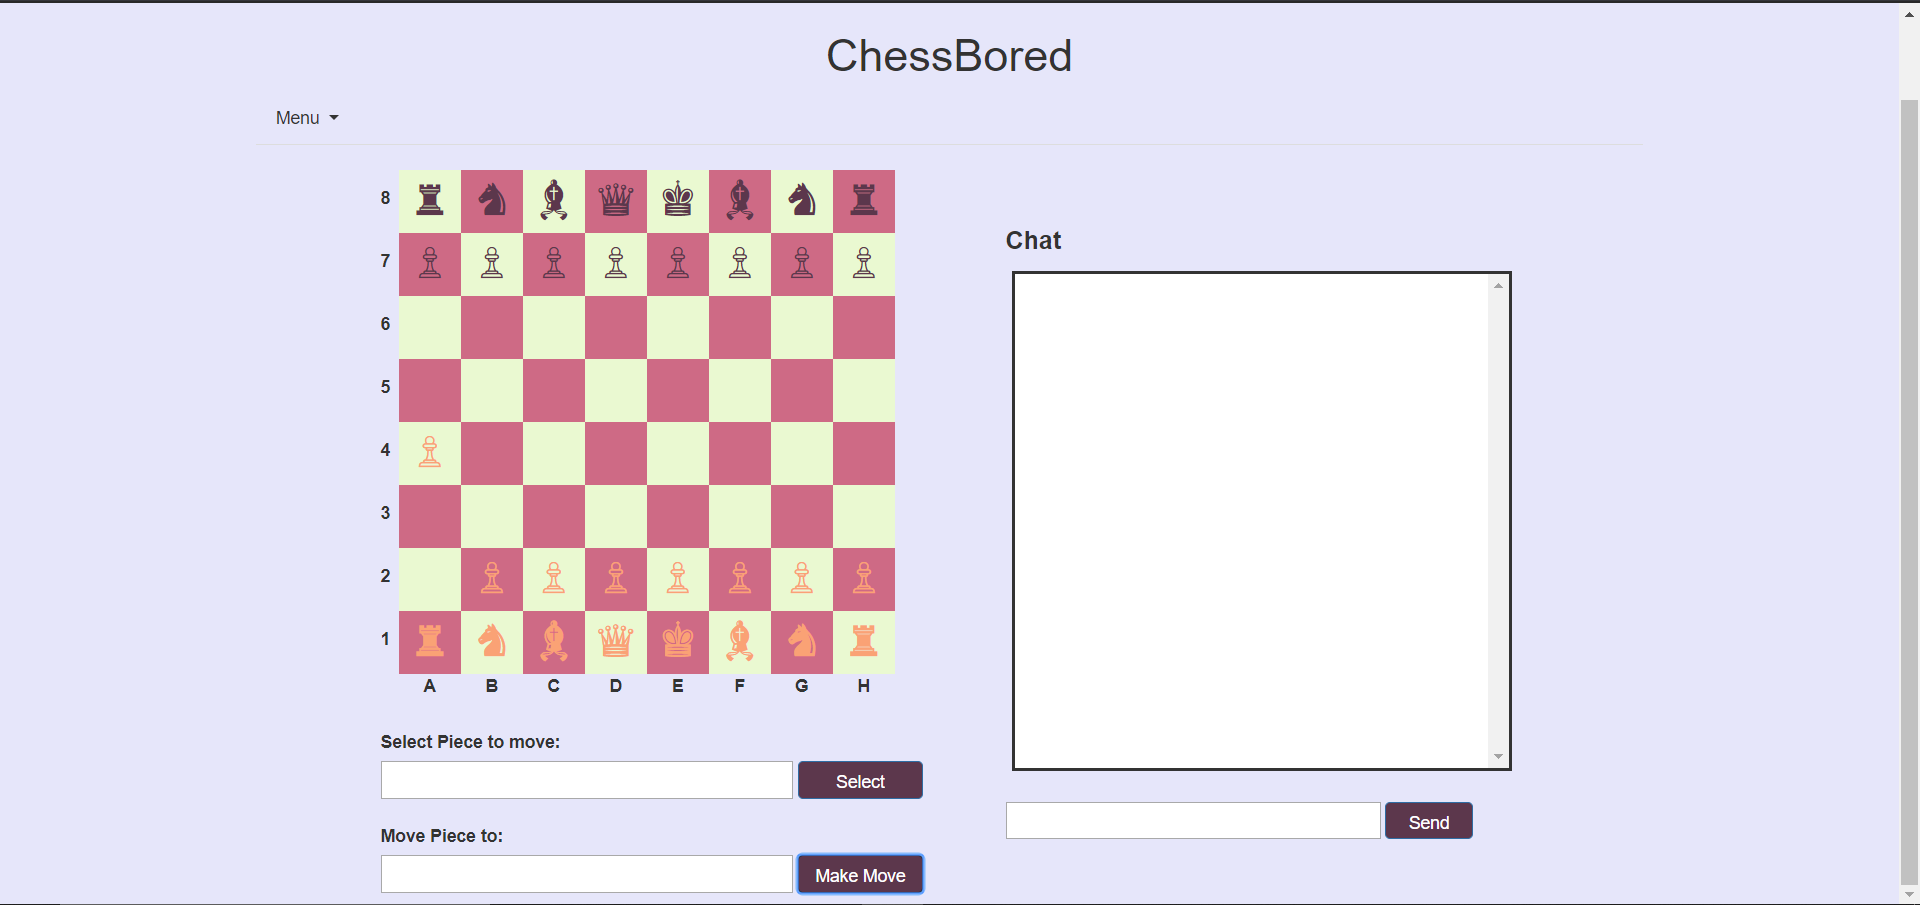 ChessBored
Menu
8
7
6
5
4
3
2
1
A B C D E F G H
Select Piece to move:
Select
Move Piece to:
Make Move
Chat
Send